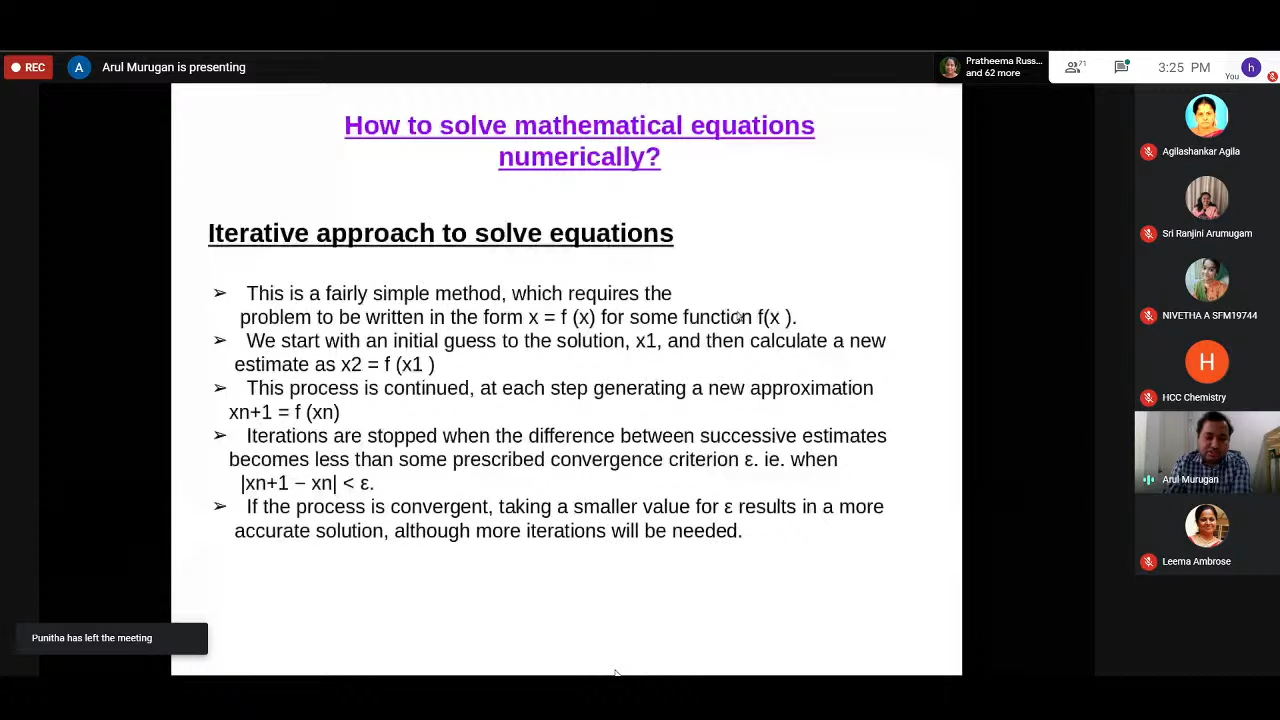 REC
A
Arul Murugan is presenting
Pratheema Russ...
and 62 more
71
3:25 PM
You
h
How to solve mathematical equations
numerically?
Iterative approach to solve equations
➢ This is a fairly simple method, which requires the
problem to be written in the form x = f (x) for some function f(x ).
➢ We start with an initial guess to the solution, x1, and then calculate a new
estimate as x2 = f (x1 )
➢ This process is continued, at each step generating a new approximation
xn+1 = f (xn)
➢ Iterations are stopped when the difference between successive estimates
becomes less than some prescribed convergence criterion ε. ie. when
|xn+1 − xn| < ε.
➢ If the process is convergent, taking a smaller value for ε results in a more
accurate solution, although more iterations will be needed.
Agilashankar Agila
Sri Ranjini Arumugam
NIVETHA A SFM19744
H
HCC Chemistry
Arul Murugan
Leema Ambrose
Punitha has left the meeting